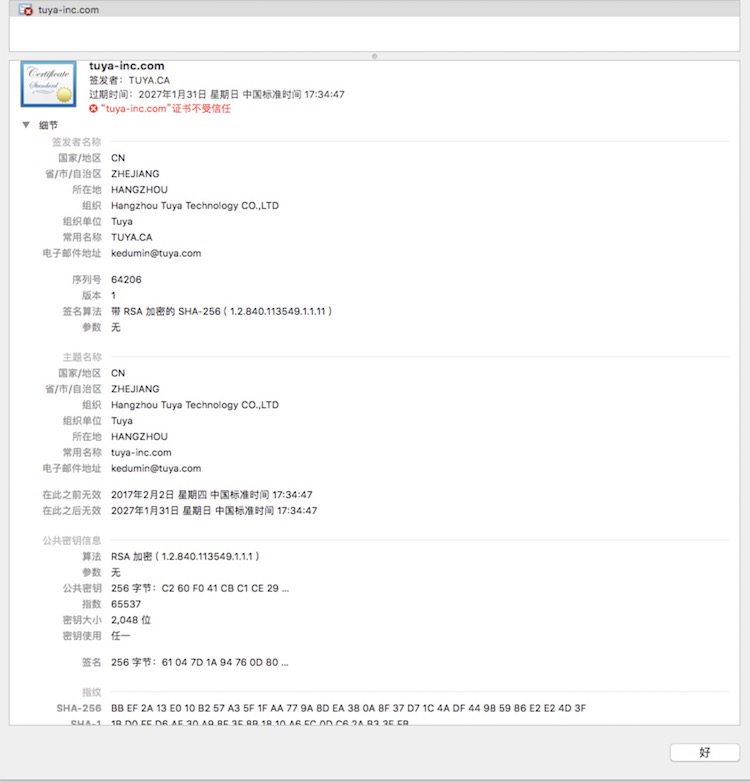 tuya-inc.com
Certificate
Standard
tuya-inc.com
签发者：TUYA.CA
过期时间：2027年1月31日 星期日 中国标准时间 17:34:47
“tuya-inc.com”证书不受信任
细节
签发者名称
国家/地区 CN
省/市/自治区 ZHEJIANG
所在地 HANGZHOU
组织 Hangzhou Tuya Technology CO.,LTD
组织单位 Tuya
常用名称 TUYA.CA
电子邮件地址 kedumin@tuya.com
序列号 64206
版本 1
签名算法 带 RSA 加密的 SHA-256 ( 1.2.840.113549.1.1.11 )
参数 无
主题名称
国家/地区 CN
省/市/自治区 ZHEJIANG
组织 Hangzhou Tuya Technology CO.,LTD
组织单位 Tuya
所在地 HANGZHOU
常用名称 tuya-inc.com
电子邮件地址 kedumin@tuya.com
在此之前无效 2017年2月2日 星期四 中国标准时间 17:34:47
在此之后无效 2027年1月31日 星期日 中国标准时间 17:34:47
公共密钥信息
算法 RSA 加密 ( 1.2.840.113549.1.1.1 )
参数 无
公共密钥 256 字节：C2 60 F0 41 CB C1 CE 29 ...
指数 65537
密钥大小 2,048 位
密钥使用 任一
签名 256 字节：61 04 7D 1A 94 76 0D 80 ...
指纹
SHA-256 BB EF 2A 13 E0 10 B2 57 A3 5F 1F AA 77 9A 8D EA 38 0A 8F 37 D7 1C 4A DF 44 98 59 86 E2 E2 4D 3F
SHA-1
好